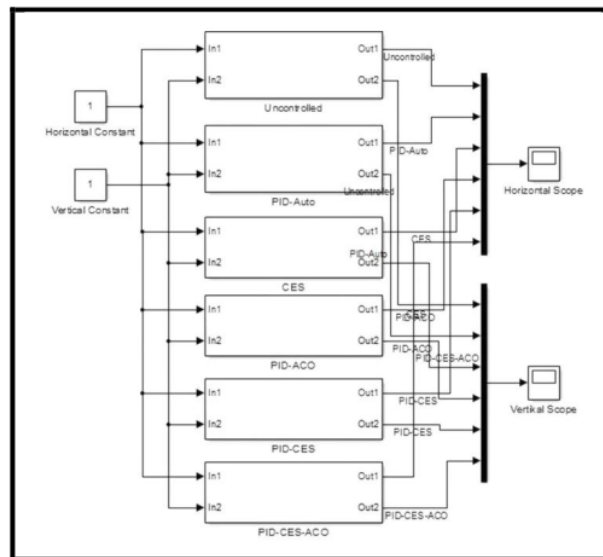 In1
Out1
Uncontrolled
In2
Out2
Uncontrolled
1
Horizontal Constant
In1
Out1
PID-Auto
In2
Out2
PID-Auto
Uncontrolled
1
Vertical Constant
Horizontal Scope
In1
Out1
CES
In2
Out2
PID-Auto
CES
In1
Out1
CES
PID-ACO
In2
Out2
PID-ACO
PID-ACO
PID-CES-ACO
In1
Out1
PID-CES
In2
Out2
PID-CES
PID-CES
Vertikal Scope
In1
Out1
In2
Out2
PID-CES-ACO
PID-CES-ACO